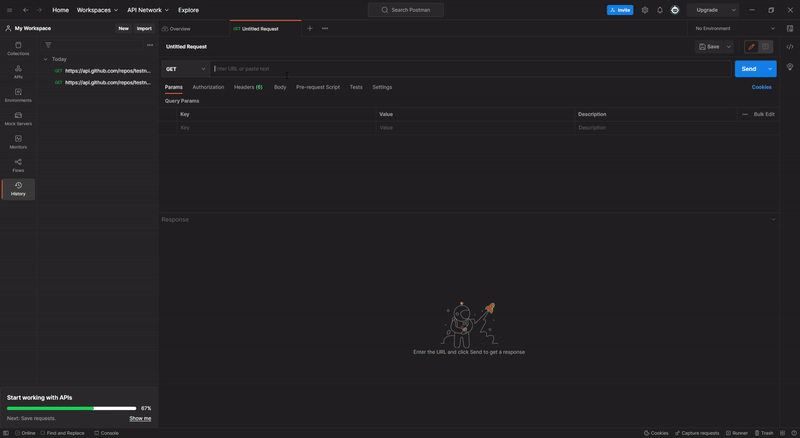 Home Workspaces API Network Explore Search Postman Invite Upgrade
My Workspace New Import Overview GET Untitled Request No Environment
Collections
APIs
Environments
Mock Servers
Monitors
Flows
History
Today
GET https://api.github.com/repos/testm...
GET https://api.github.com/repos/testm...
Untitled Request Save
GET Enter URL or paste text Send
Params Authorization Headers (6) Body Pre-request Script Tests Settings Cookies
Query Params
Key Value Description Bulk Edit
Key Value Description
Response
Enter the URL and click Send to get a response
Start working with APIs
67%
Next: Save requests. Show me
Online Find and Replace Console Cookies Capture requests Runner Trash